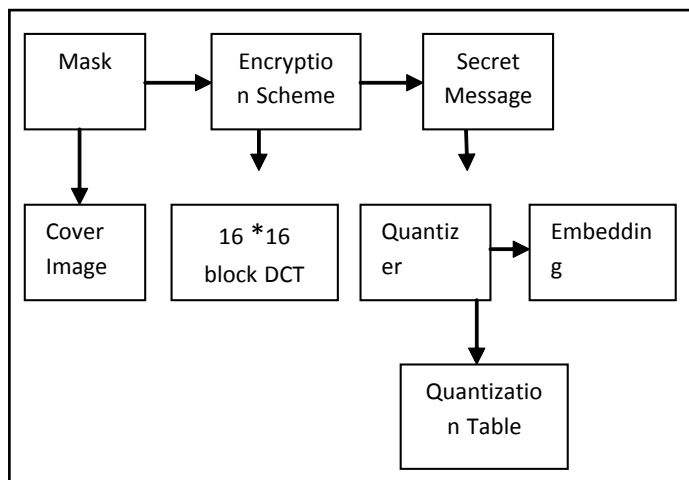 Mask
Encryptio
n Scheme
Secret
Message
Cover
Image
16 *16
block DCT
Quantiz
er
Embeddin
g
Quantizatio
n Table